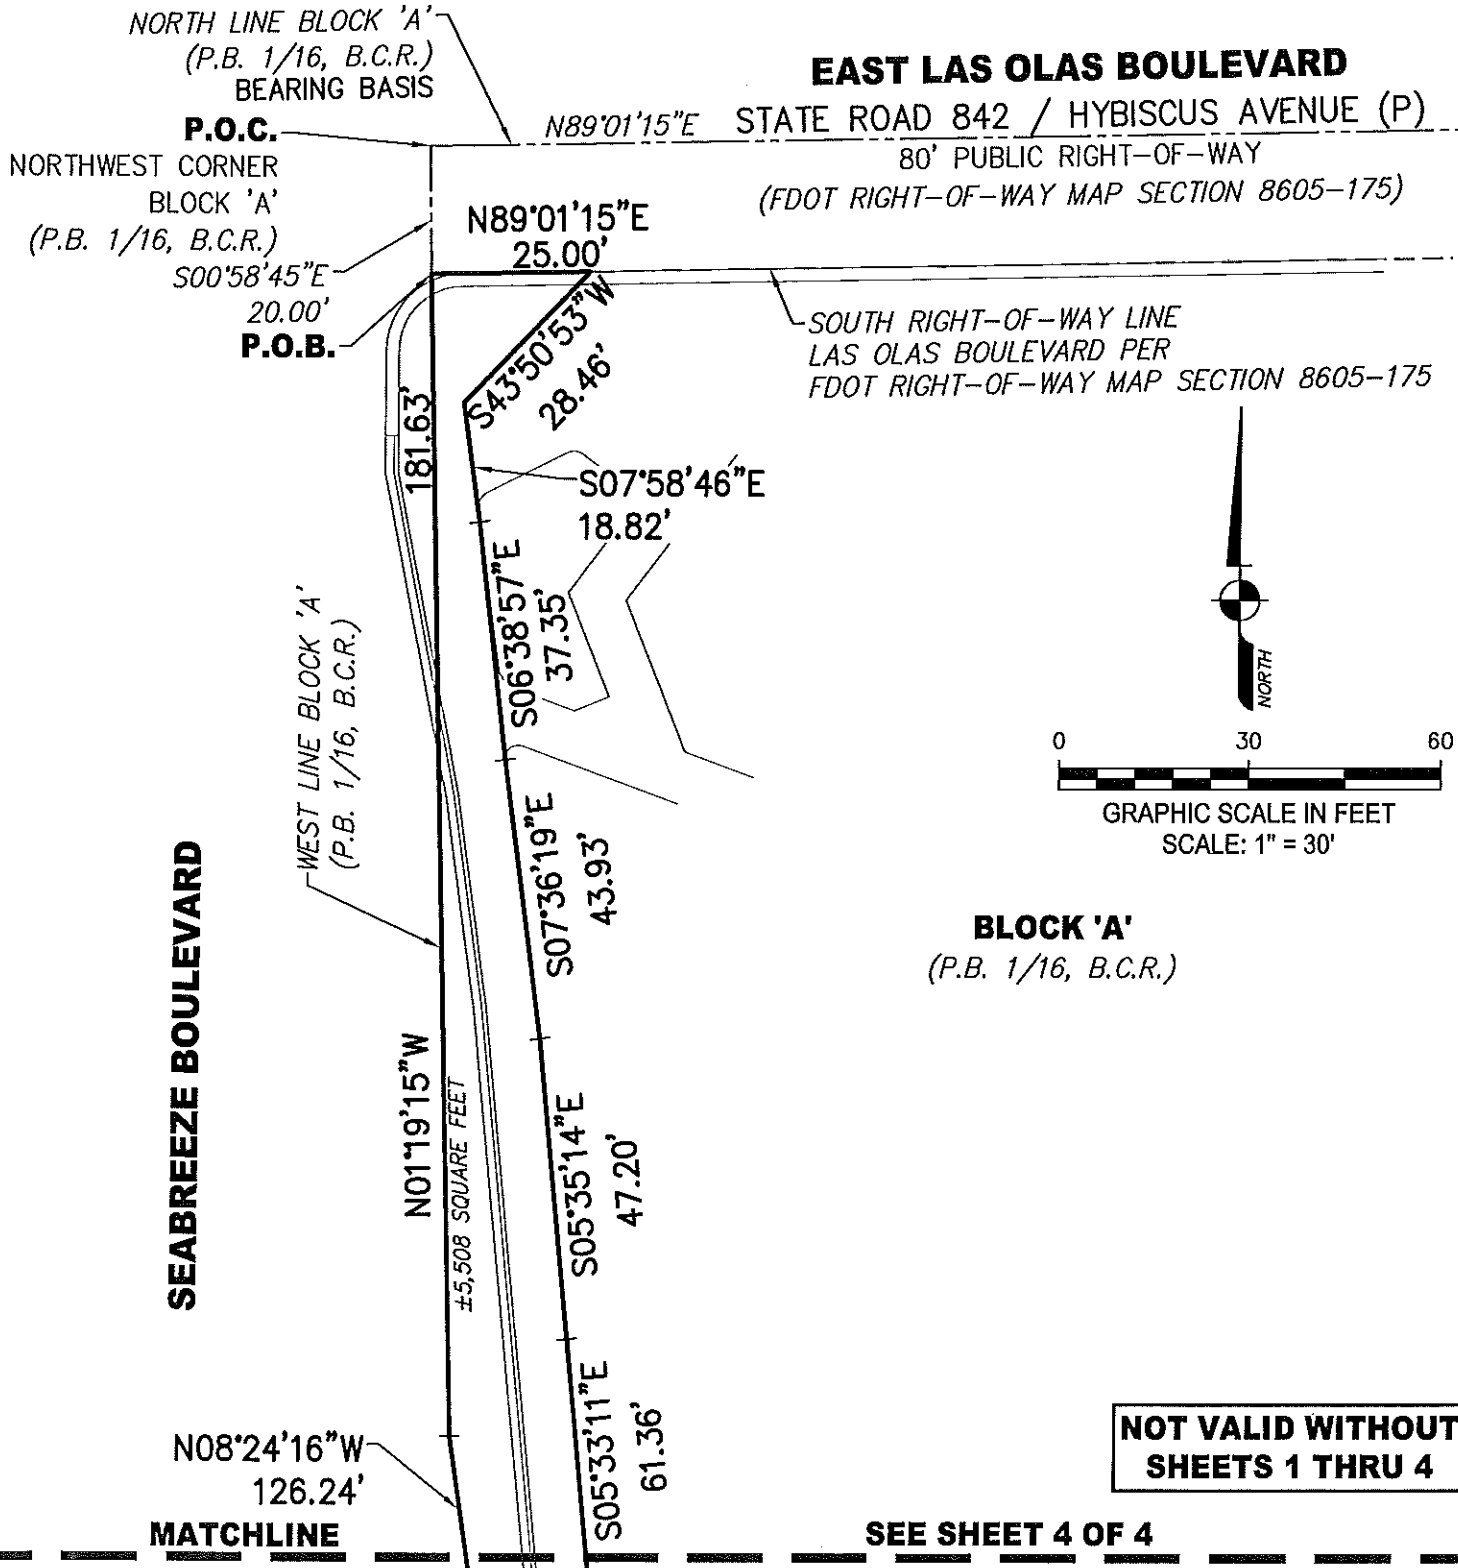 NORTH LINE BLOCK 'A'
(P.B. 1/16, B.C.R.)
BEARING BASIS
P.O.C.
NORTHWEST CORNER
BLOCK 'A'
(P.B. 1/16, B.C.R.)
S00°58'45"E
20.00'
P.O.B.
EAST LAS OLAS BOULEVARD
N89°01'15"E
STATE ROAD 842 / HYBISCUS AVENUE (P)
80' PUBLIC RIGHT-OF-WAY
(FDOT RIGHT-OF-WAY MAP SECTION 8605-175)
N89°01'15"E
25.00'
SOUTH RIGHT-OF-WAY LINE
LAS OLAS BOULEVARD PER
FDOT RIGHT-OF-WAY MAP SECTION 8605-175
S43°50'53"W
28.46'
181.63'
S07°58'46"E
18.82'
S06°38'57"E
37.35'
WEST LINE BLOCK 'A'
(P.B. 1/16, B.C.R.)
NORTH
0 30 60
GRAPHIC SCALE IN FEET
SCALE: 1" = 30'
S07°36'19"E
43.93'
BLOCK 'A'
(P.B. 1/16, B.C.R.)
SEABREEZE BOULEVARD
N01°19'15"W
±5,508 SQUARE FEET
S05°35'14"E
47.20'
S05°33'11"E
61.36'
N08°24'16"W
126.24'
NOT VALID WITHOUT
SHEETS 1 THRU 4
MATCHLINE
SEE SHEET 4 OF 4